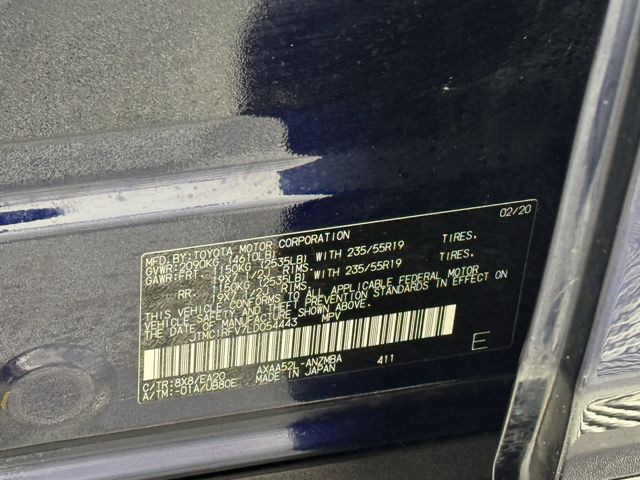 02/20
MFD.BY:TOYOTA MOTOR CORPORATION
GVWR:2090KG (4610LB)
GAWR:FRT 1150KG (2535LB) WITH 235/55R19 TIRES,
19X7 1/2J RIMS.
RR. 1150KG (2535LB) WITH 235/55R19 TIRES.
19X7 1/2J RIMS.
THIS VEHICLE CONFORMS TO ALL APPLICABLE FEDERAL MOTOR
VEHICLE SAFETY AND THEFT PREVENTION STANDARDS IN EFFECT ON
THE DATE OF MANUFACTURE SHOWN ABOVE.
MPV
E
C/TR:8X8/EA20 AXAA52L-ANZMBA 411
A/TM:-01A/UB80E MADE IN JAPAN